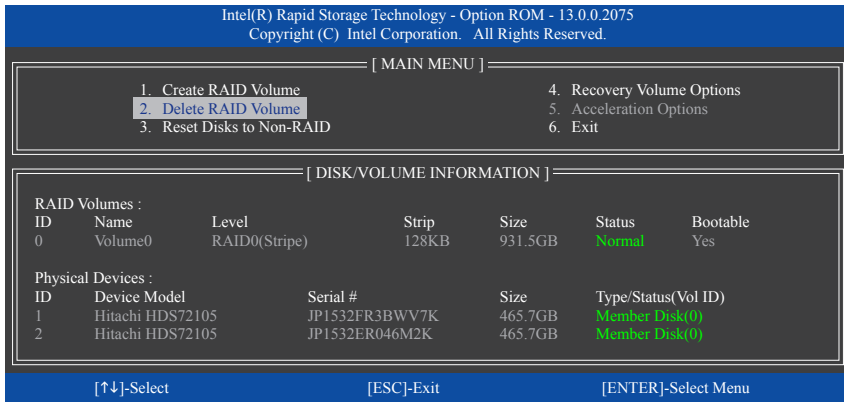 Intel(R) Rapid Storage Technology - Option ROM - 13.0.0.2075
Copyright (C) Intel Corporation. All Rights Reserved.
[ MAIN MENU ]
1. Create RAID Volume
2. Delete RAID Volume
3. Reset Disks to Non-RAID
4. Recovery Volume Options
5. Acceleration Options
6. Exit
[ DISK/VOLUME INFORMATION ]
RAID Volumes :
ID Name Level Strip Size Status Bootable
0 Volume0 RAID0(Stripe) 128KB 931.5GB Normal Yes
Physical Devices :
ID Device Model Serial # Size Type/Status(Vol ID)
1 Hitachi HDS72105 JP1532FR3BWV7K 465.7GB Member Disk(0)
2 Hitachi HDS72105 JP1532ER046M2K 465.7GB Member Disk(0)
[↑↓]-Select [ESC]-Exit [ENTER]-Select Menu